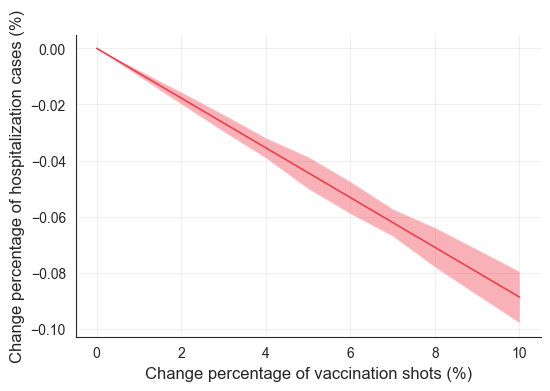 Change percentage of hospitalization cases (%)
0.00
−0.02
−0.04
−0.06
−0.08
−0.10
0 2 4 6 8 10
Change percentage of vaccination shots (%)